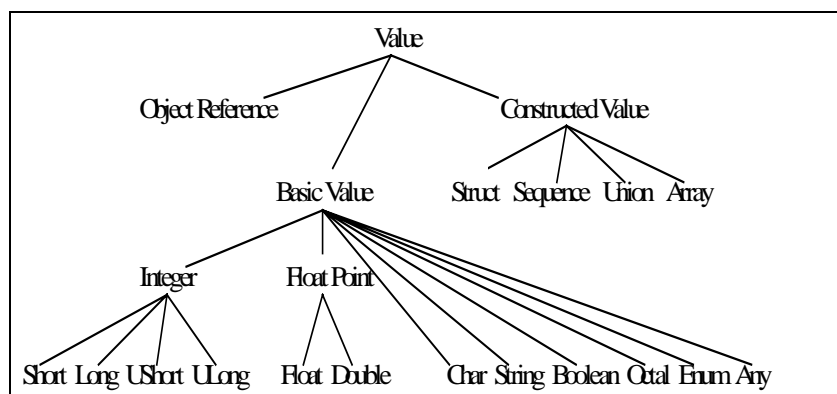 Value
Object Reference Constructed Value
Basic Value Struct Sequence Union Array
Integer Float Point
Short Long UShort ULong Float Double Char String Boolean Octal Enum Any